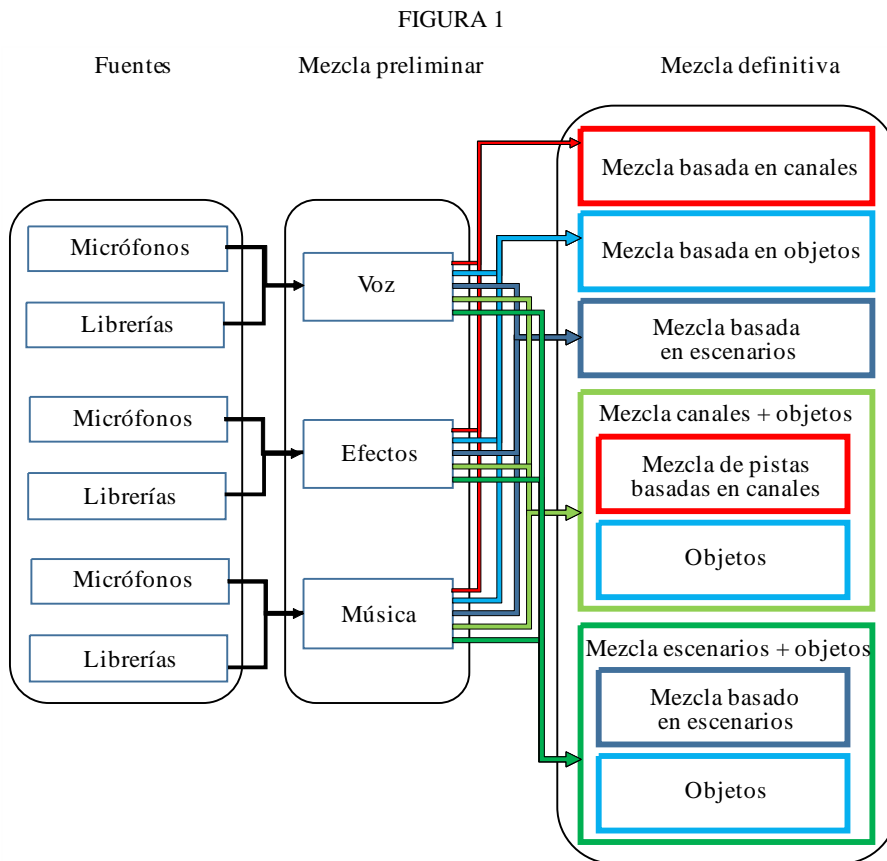 FIGURA 1
Fuentes
Mezcla preliminar
Mezcla definitiva
Micrófonos
Librerías
Micrófonos
Librerías
Micrófonos
Librerías
Voz
Efectos
Música
Mezcla basada en canales
Mezcla basada en objetos
Mezcla basada
en escenarios
Mezcla canales + objetos
Mezcla de pistas
basadas en canales
Objetos
Mezcla escenarios + objetos
Mezcla basado
en escenarios
Objetos